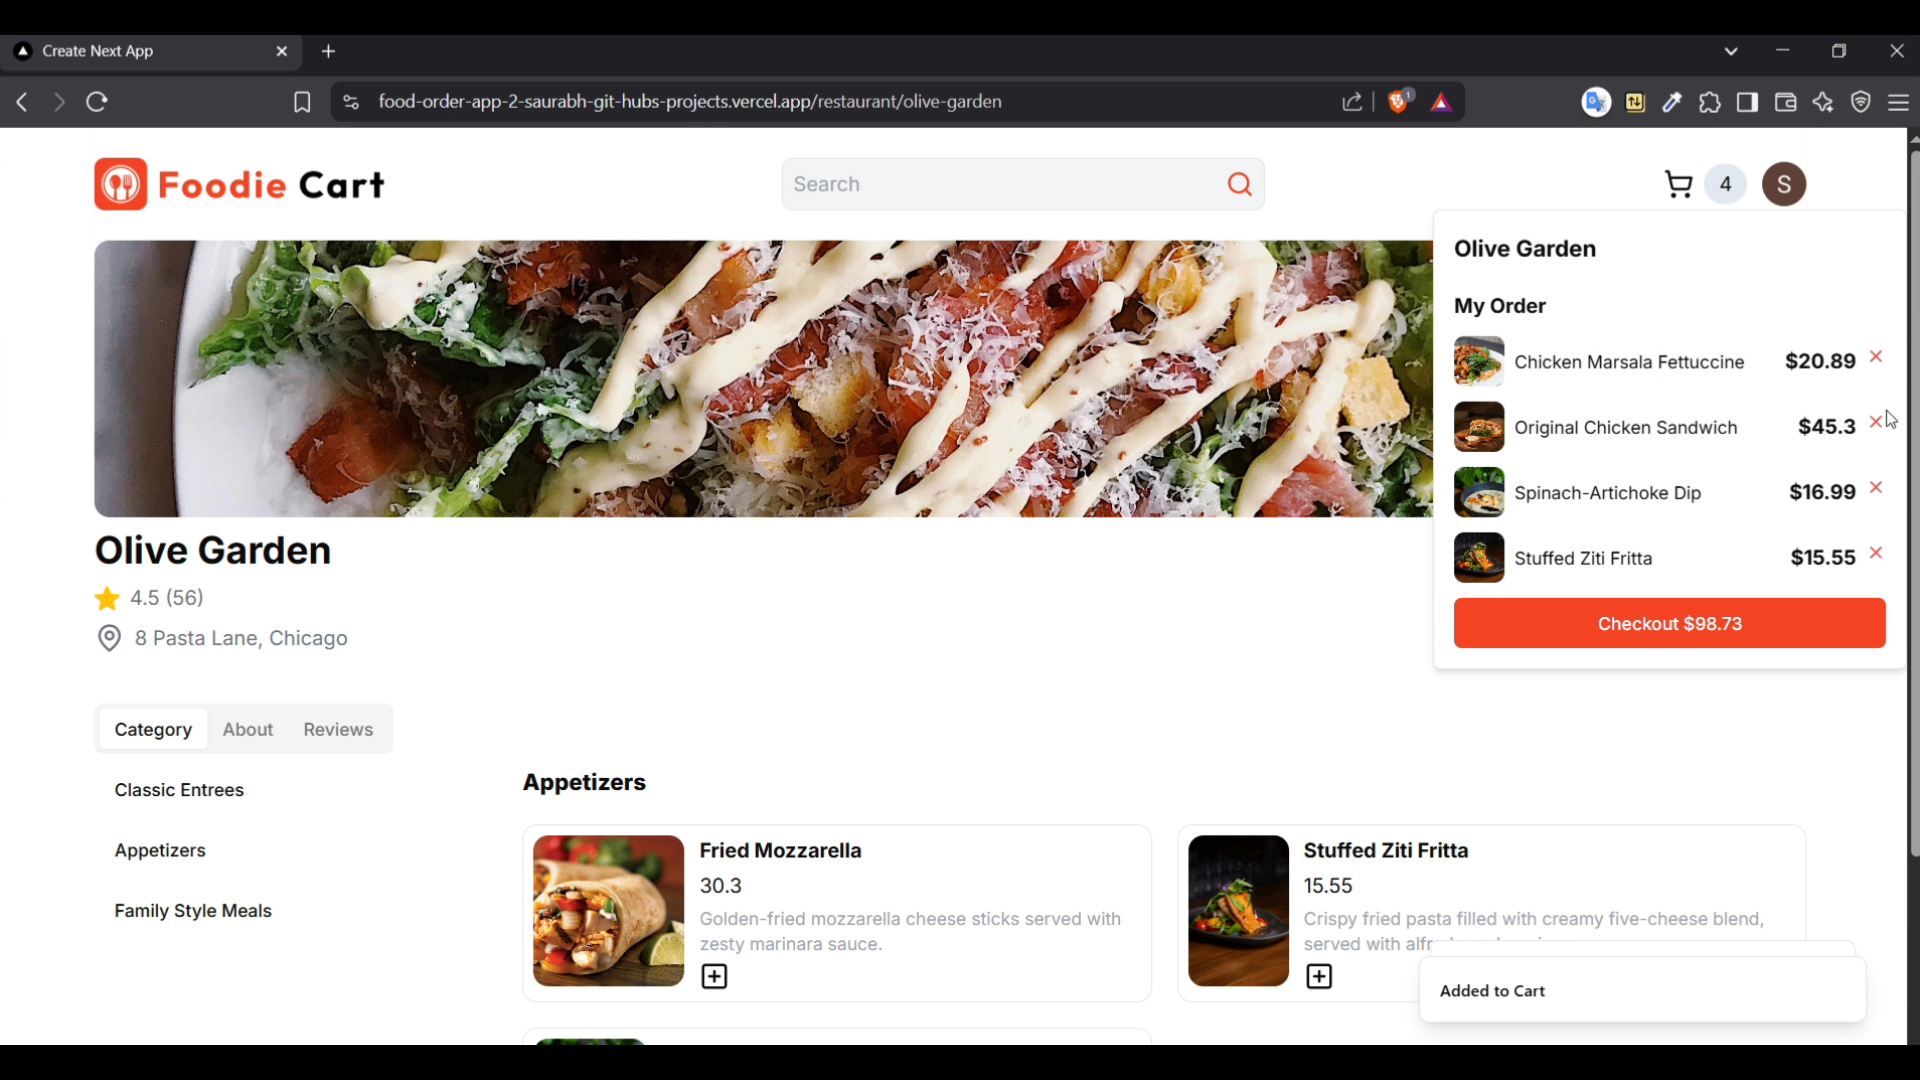 Create Next App
food-order-app-2-saurabh-git-hubs-projects.vercel.app/restaurant/olive-garden
1
Foodie Cart
Search
4
S
Olive Garden
My Order
Chicken Marsala Fettuccine $20.89
Original Chicken Sandwich $45.3
Spinach-Artichoke Dip $16.99
Stuffed Ziti Fritta $15.55
Checkout $98.73
Olive Garden
4.5 (56)
8 Pasta Lane, Chicago
Category About Reviews
Classic Entrees
Appetizers
Family Style Meals
Appetizers
Fried Mozzarella
30.3
Golden-fried mozzarella cheese sticks served with
zesty marinara sauce.
Stuffed Ziti Fritta
15.55
Crispy fried pasta filled with creamy five-cheese blend,
served with
Added to Cart